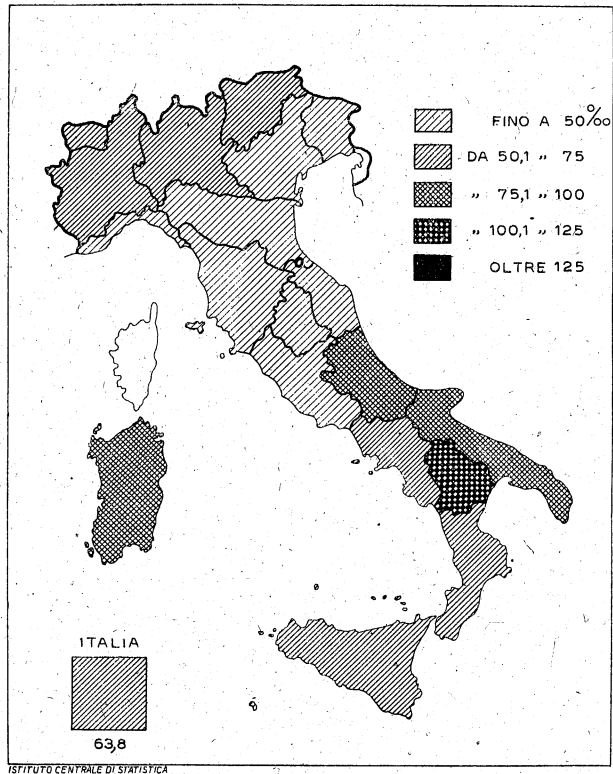 FINO A 50‰
DA 50,1 „ 75
„ 75,1 „ 100
„ 100,1 „ 125
OLTRE 125
ITALIA
63,8
ISTITUTO CENTRALE DI STATISTICA